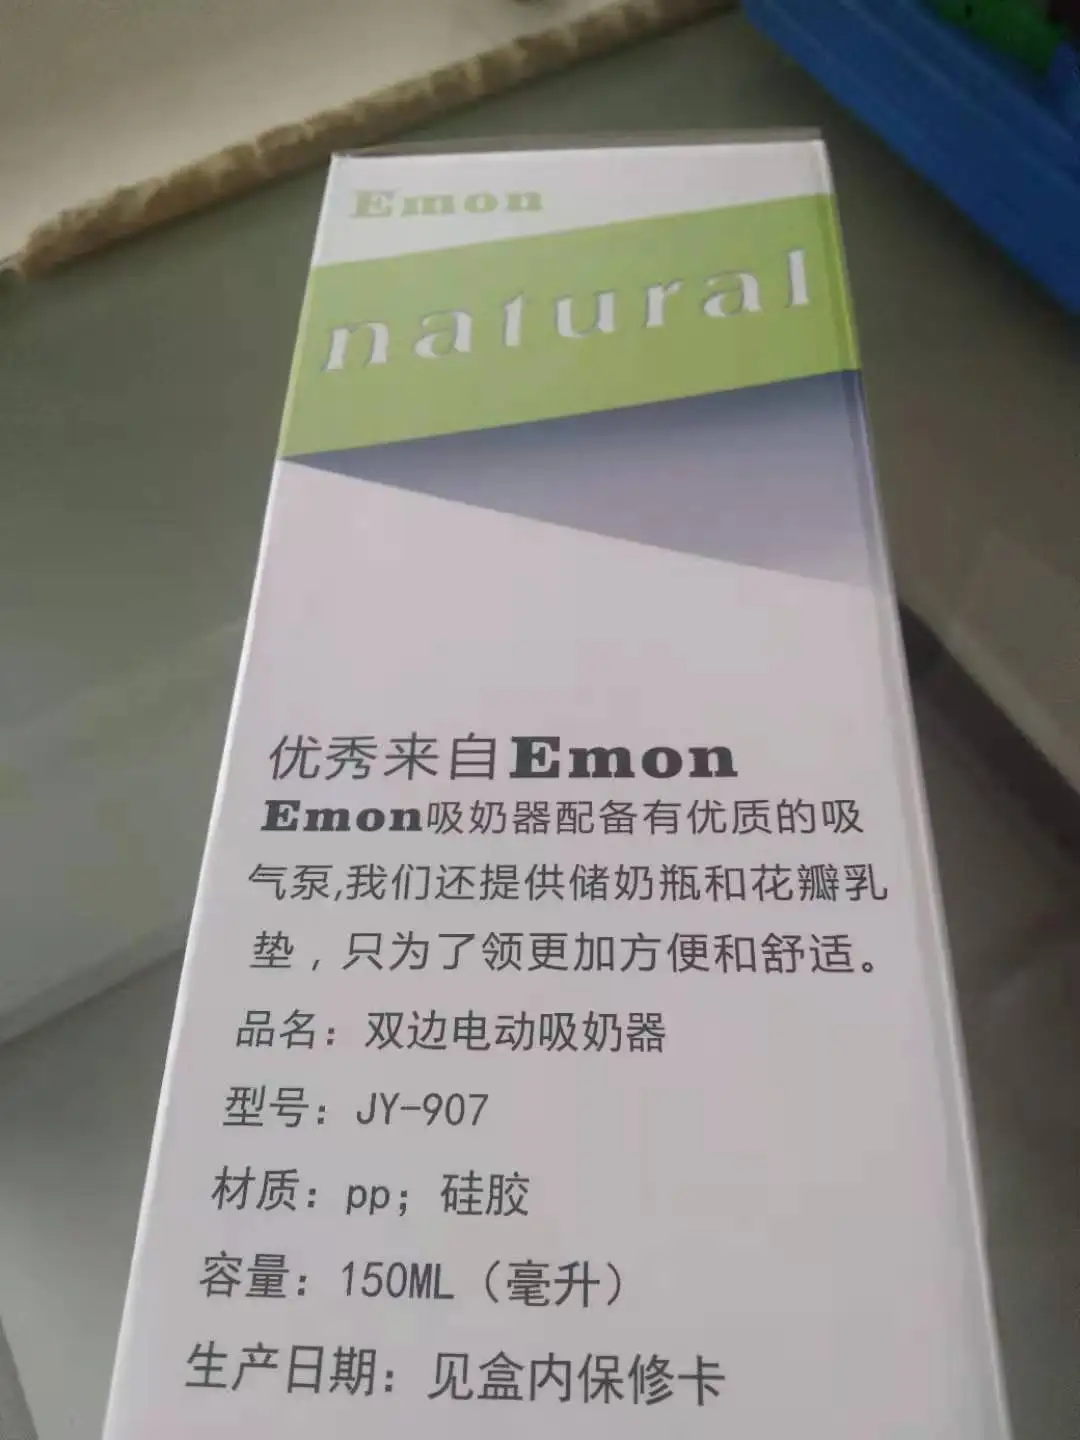 Emon
natural
优秀来自Emon
Emon吸奶器配备有优质的吸
气泵,我们还提供储奶瓶和花瓣乳
垫，只为了领更加方便和舒适。
品名：双边电动吸奶器
型号：JY-907
材质：pp；硅胶
容量：150ML（毫升）
生产日期：见盒内保修卡